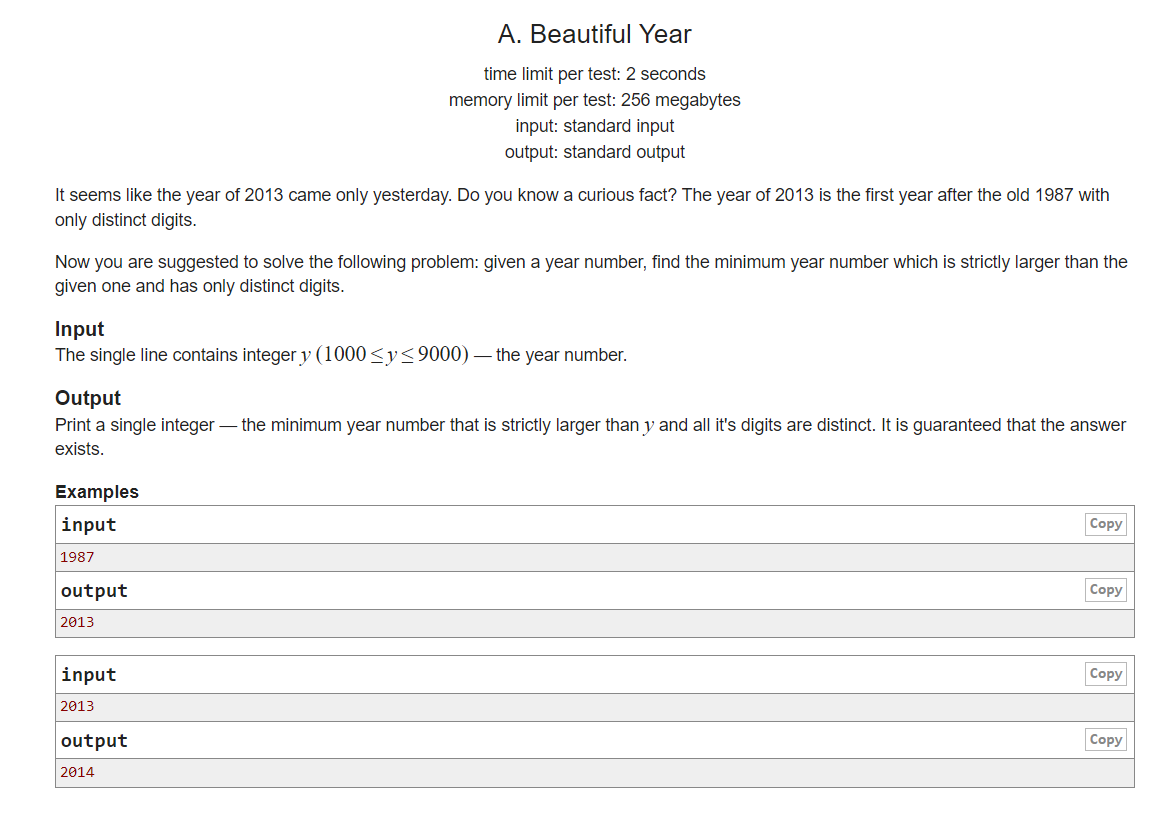 A. Beautiful Year
time limit per test: 2 seconds
memory limit per test: 256 megabytes
input: standard input
output: standard output
It seems like the year of 2013 came only yesterday. Do you know a curious fact? The year of 2013 is the first year after the old 1987 with
only distinct digits.
Now you are suggested to solve the following problem: given a year number, find the minimum year number which is strictly larger than the
given one and has only distinct digits.
Input
The single line contains integer y (1000 ≤ y ≤ 9000) — the year number.
Output
Print a single integer — the minimum year number that is strictly larger than y and all it's digits are distinct. It is guaranteed that the answer
exists.
Examples
input Copy
1987
output Copy
2013
input Copy
2013
output Copy
2014